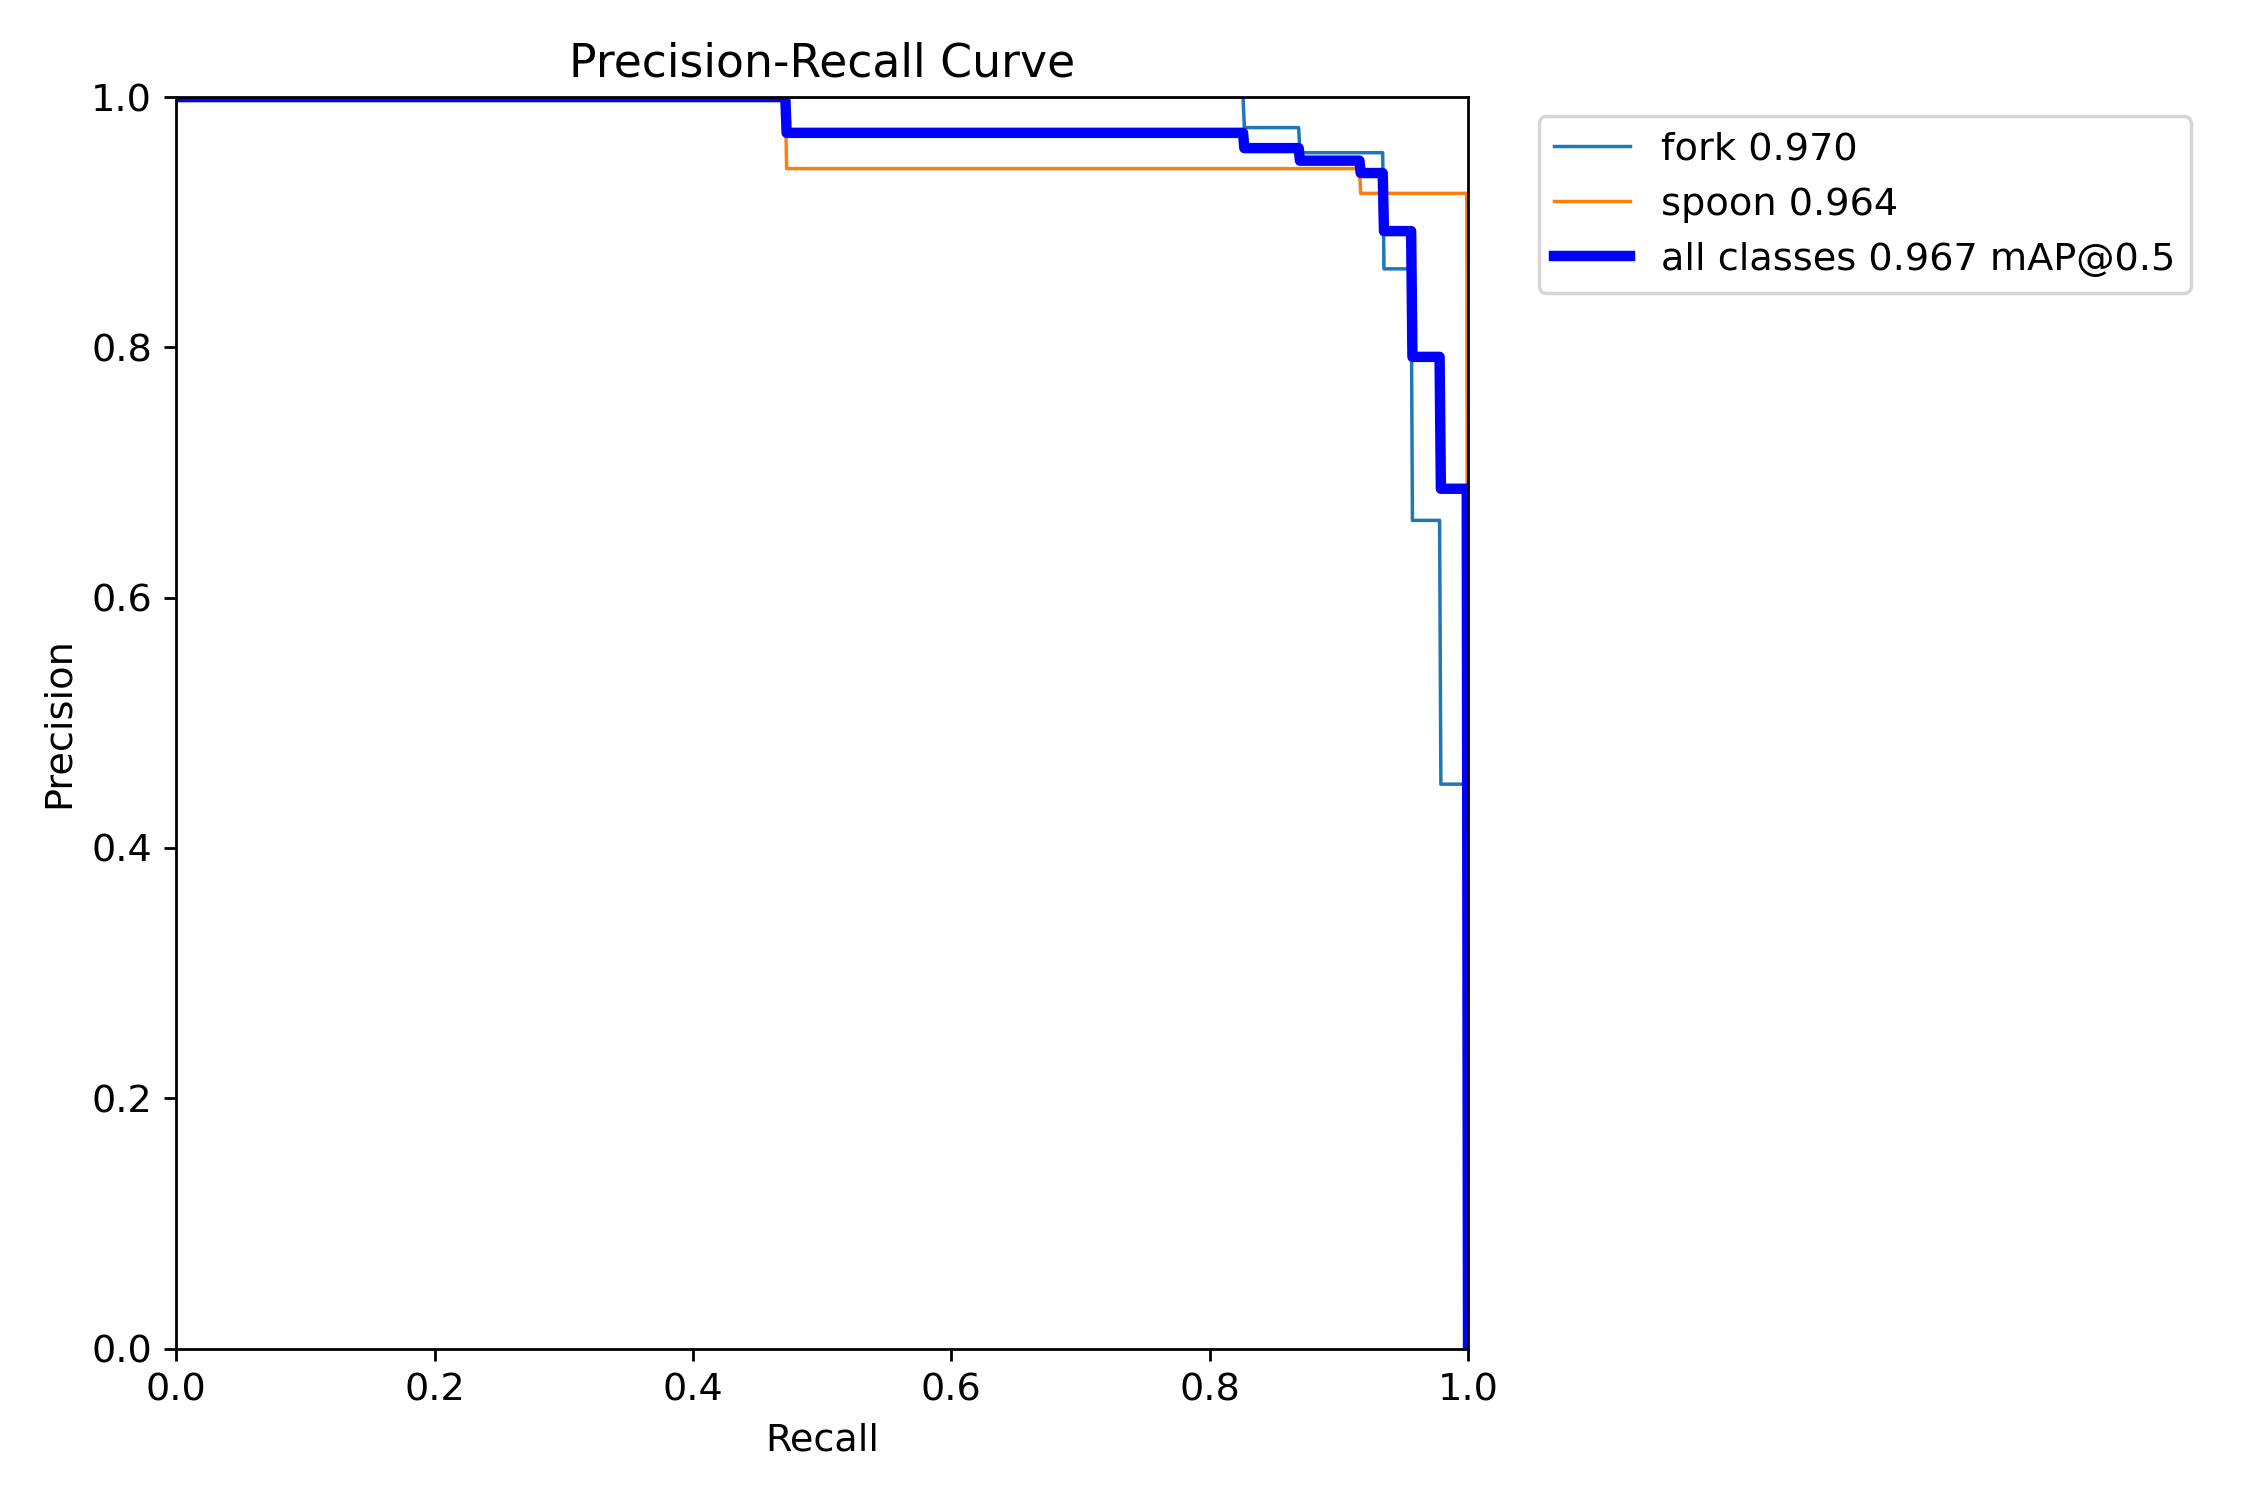 Precision-Recall Curve
1.0
0.8
0.6
0.4
0.2
0.0
Precision
0.0 0.2 0.4 0.6 0.8 1.0
Recall
fork 0.970
spoon 0.964
all classes 0.967 mAP@0.5